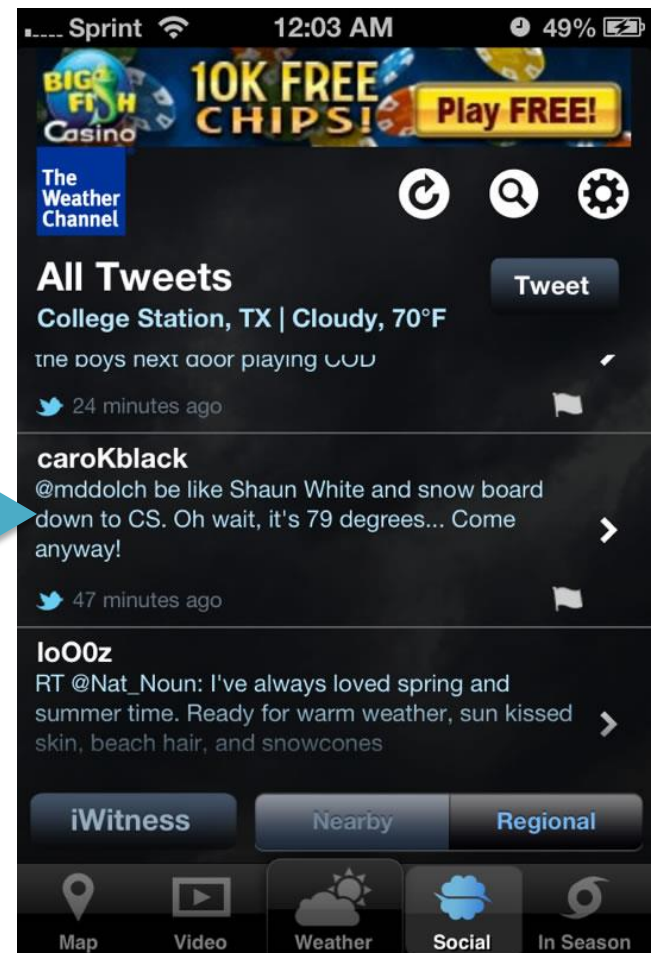 Sprint 12:03 AM 49%
BIG FISH Casino
10K FREE CHIPS!
Play FREE!
The Weather Channel
All Tweets
Tweet
College Station, TX | Cloudy, 70°F
the boys next door playing COD
24 minutes ago
caroKblack
@mddolch be like Shaun White and snow board
down to CS. Oh wait, it's 79 degrees... Come
anyway!
47 minutes ago
loO0z
RT @Nat_Noun: I've always loved spring and
summer time. Ready for warm weather, sun kissed
skin, beach hair, and snowcones
iWitness Nearby Regional
Map Video Weather Social In Season